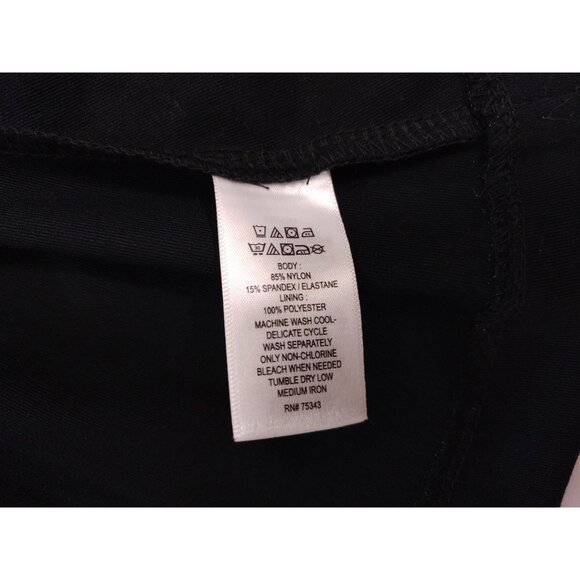 BODY :
85% NYLON
15% SPANDEX / ELASTANE
LINING :
100% POLYESTER
MACHINE WASH COOL-
DELICATE CYCLE
WASH SEPARATELY
ONLY NON-CHLORINE
BLEACH WHEN NEEDED
TUMBLE DRY LOW
MEDIUM IRON
RN# 75343